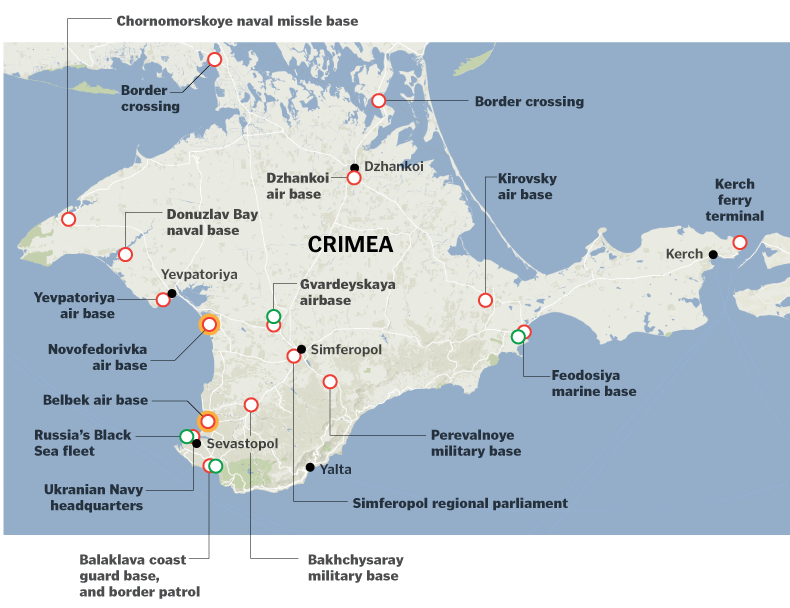 Chornomorskoye naval missle base
Border
crossing
Border crossing
Dzhankoi
Dzhankoi
air base
Kirovsky
air base
Kerch
ferry
terminal
Donuzlav Bay
naval base
CRIMEA
Kerch
Yevpatoriya
Gvardeyskaya
airbase
Yevpatoriya
air base
Novofedorivka
air base
Simferopol
Feodosiya
marine base
Belbek air base
Russia's Black
Sea fleet
Sevastopol
Perevalnoye
military base
Yalta
Ukranian Navy
headquarters
Simferopol regional parliament
Balaklava coast
guard base,
and border patrol
Bakhchysaray
military base